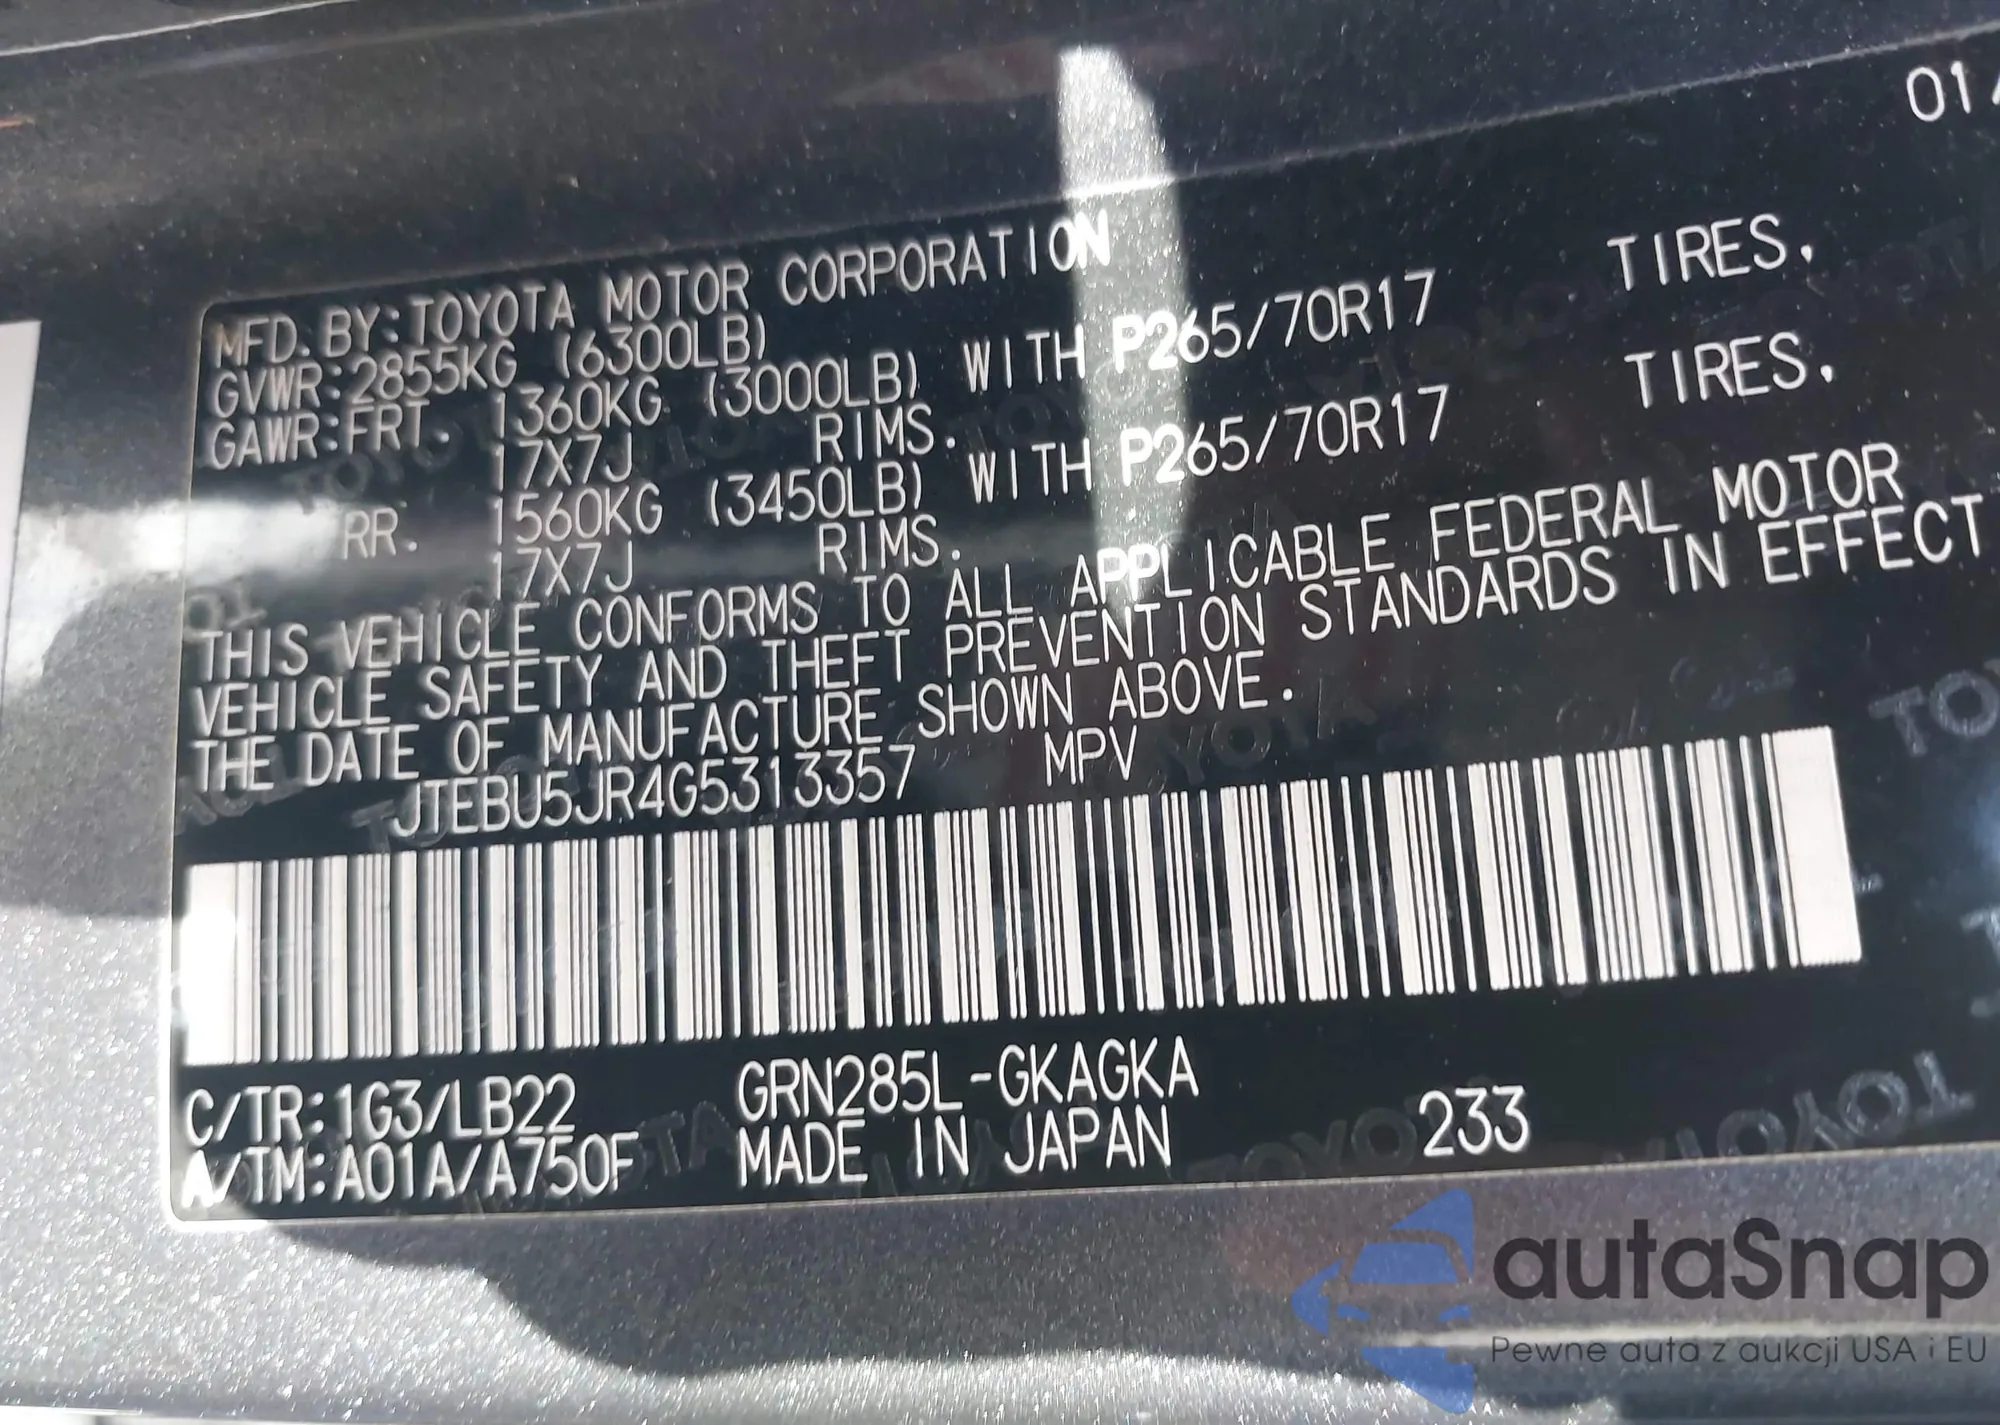 01/
MFD.BY:TOYOTA MOTOR CORPORATION
GVWR:2855KG (6300LB)
GAWR:FRT. 1360KG (3000LB) WITH P265/70R17 TIRES,
17X7J RIMS.
RR. 1560KG (3450LB) WITH P265/70R17 TIRES,
17X7J RIMS.
THIS VEHICLE CONFORMS TO ALL APPLICABLE FEDERAL MOTOR
VEHICLE SAFETY AND THEFT PREVENTION STANDARDS IN EFFECT
THE DATE OF MANUFACTURE SHOWN ABOVE.
JTEBU5JR4G5313357 MPV
C/TR:1G3/LB22 GRN285L-GKAGKA
A/TM:A01A/A750F MADE IN JAPAN 233
autaSnap
Pewne auta z aukcji USA i EU